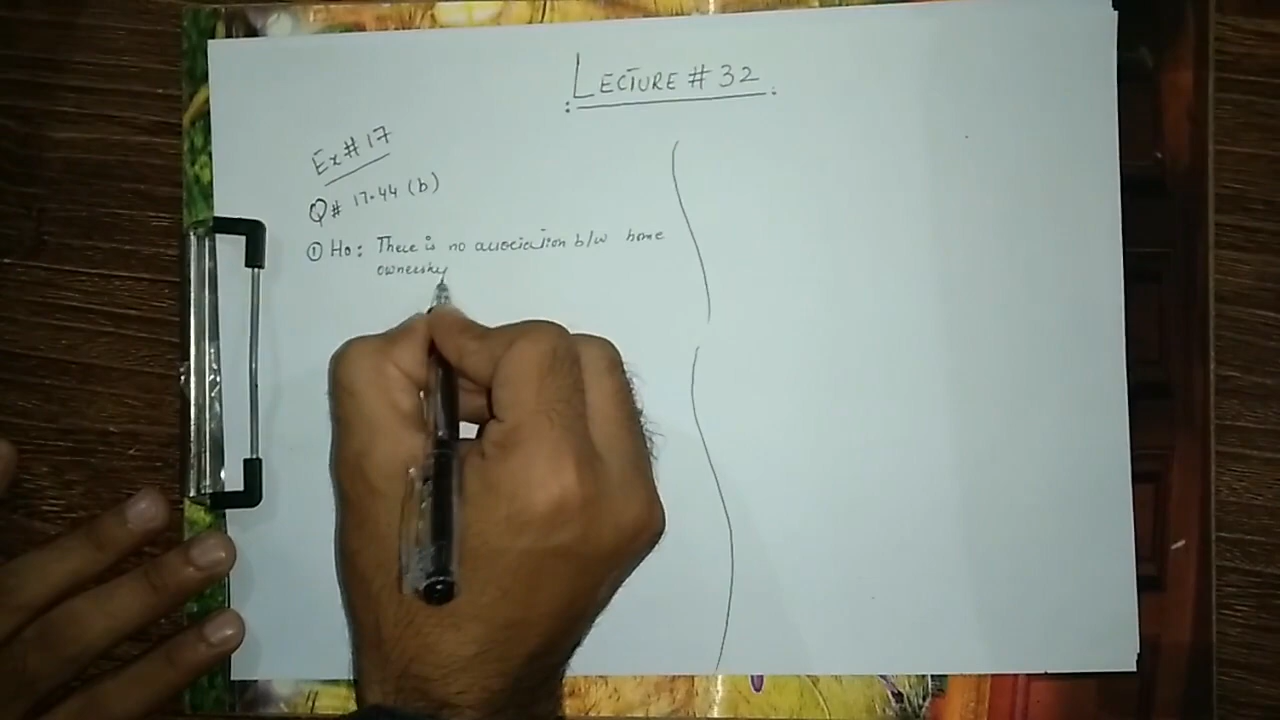 LECTURE # 32
Ex # 17
Q# 17.44 (b)
① Ho: There is no association b/w home
ownership